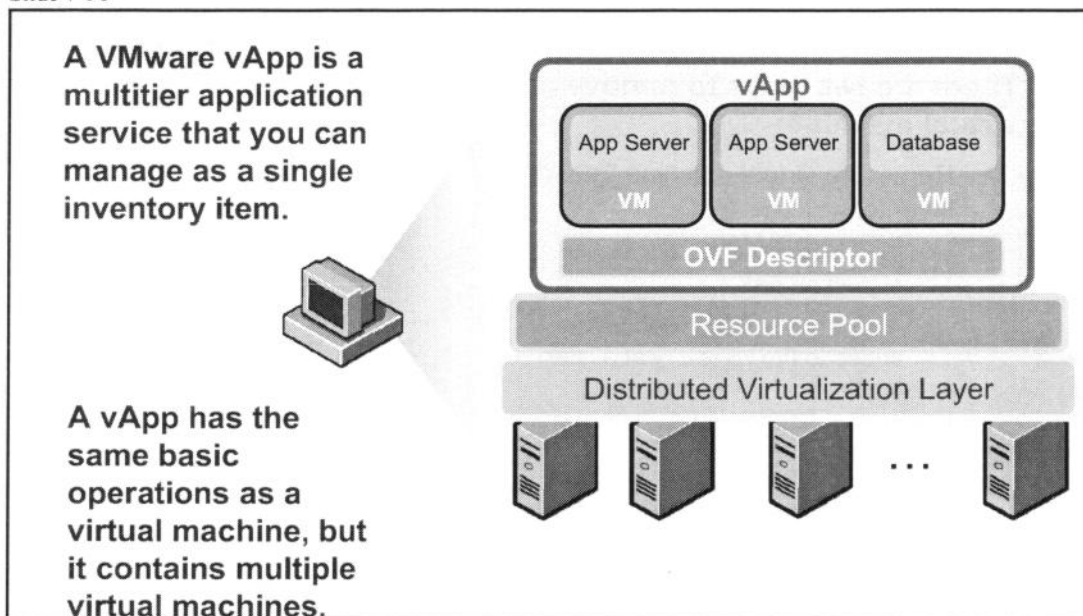 A VMware vApp is a
multitier application
service that you can
manage as a single
inventory item.
A vApp has the
same basic
operations as a
virtual machine, but
it contains multiple
virtual machines.
vApp
App Server
App Server
Database
VM
VM
VM
OVF Descriptor
Resource Pool
Distributed Virtualization Layer
...